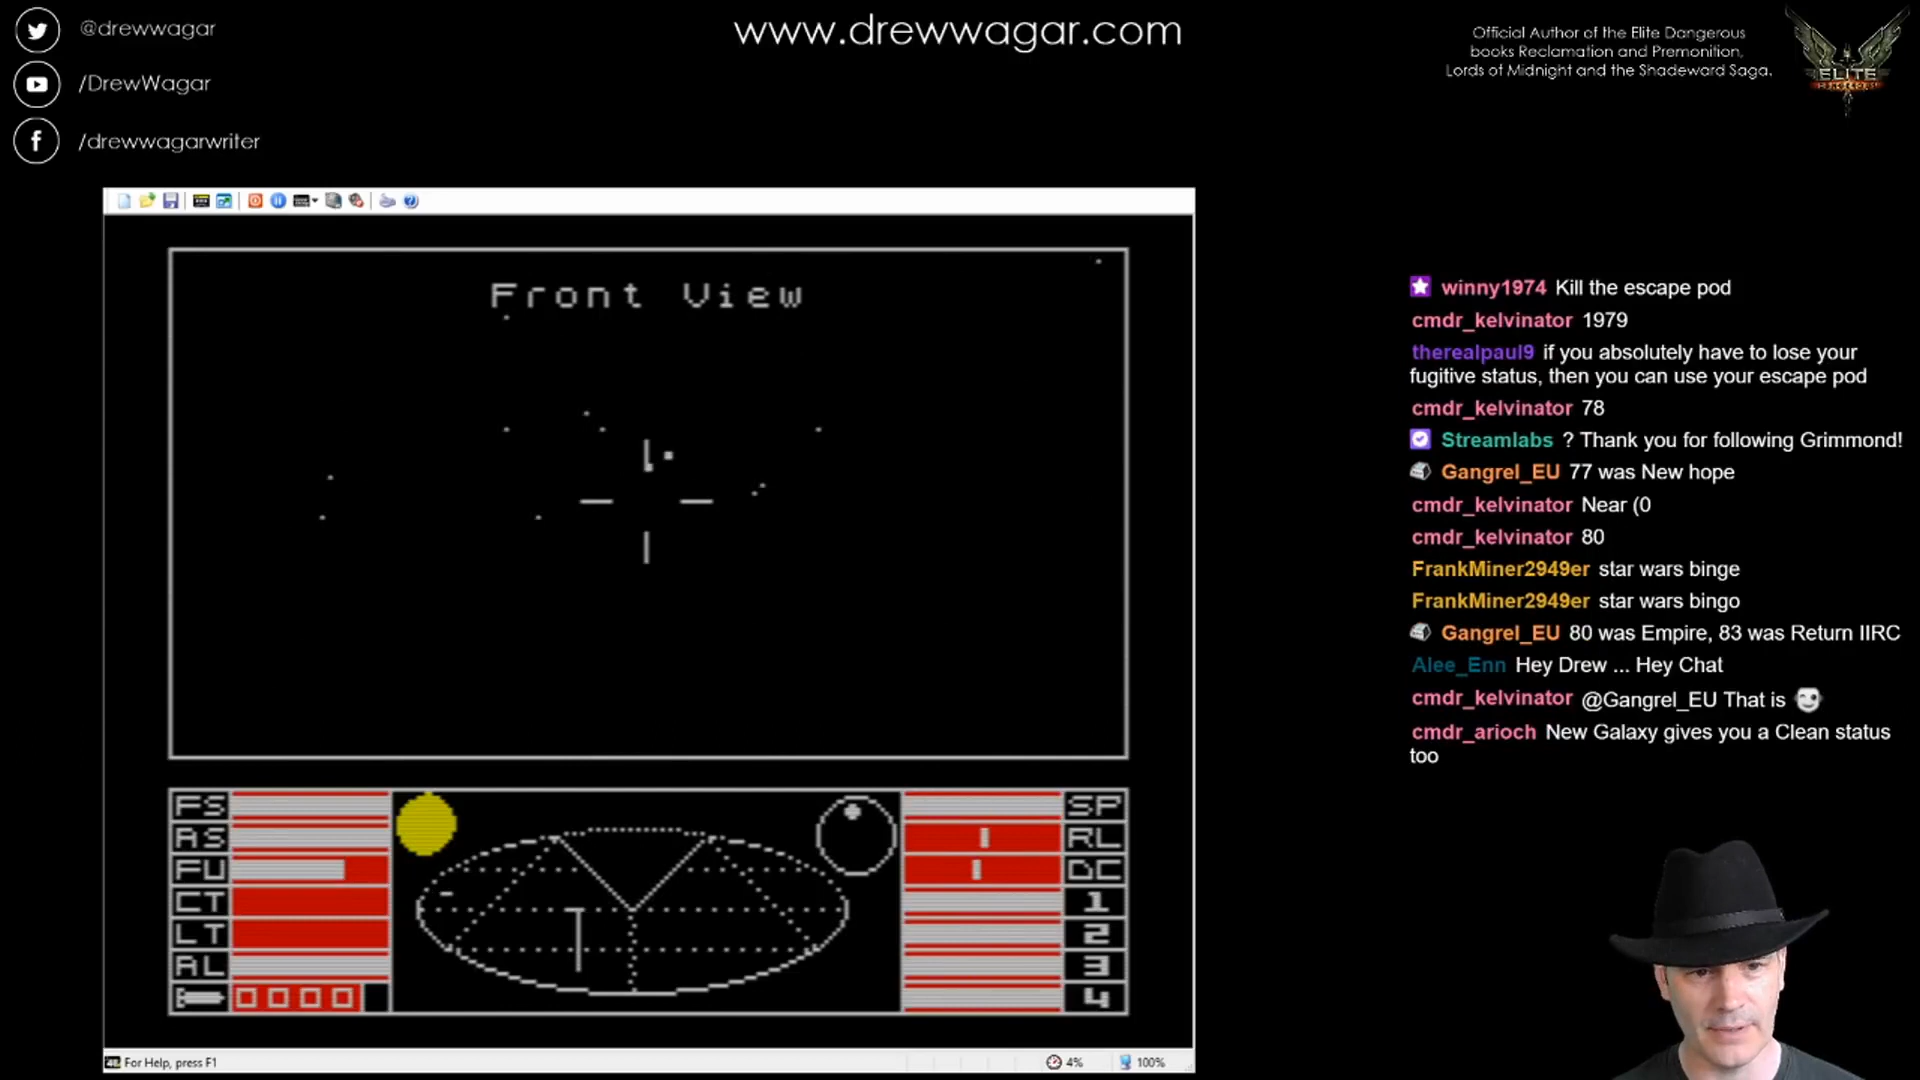 @drewwagar
/DrewWagar
/drewwagarwriter
www.drewwagar.com
Official Author of the Elite Dangerous
books Reclamation and Premonition,
Lords of Midnight and the Shadeward Saga.
ELITE
DANGEROUS
Front View
FS
AS
FU
CT
LT
AL
SP
RL
DC
1
2
3
4
For Help, press F1
4%
100%
winny1974 Kill the escape pod
cmdr_kelvinator 1979
therealpaul9 if you absolutely have to lose your
fugitive status, then you can use your escape pod
cmdr_kelvinator 78
Streamlabs ? Thank you for following Grimmond!
Gangrel_EU 77 was New hope
cmdr_kelvinator Near (0
cmdr_kelvinator 80
FrankMiner2949er star wars binge
FrankMiner2949er star wars bingo
Gangrel_EU 80 was Empire, 83 was Return IIRC
Alee_Enn Hey Drew ... Hey Chat
cmdr_kelvinator @Gangrel_EU That is
cmdr_arioch New Galaxy gives you a Clean status
too